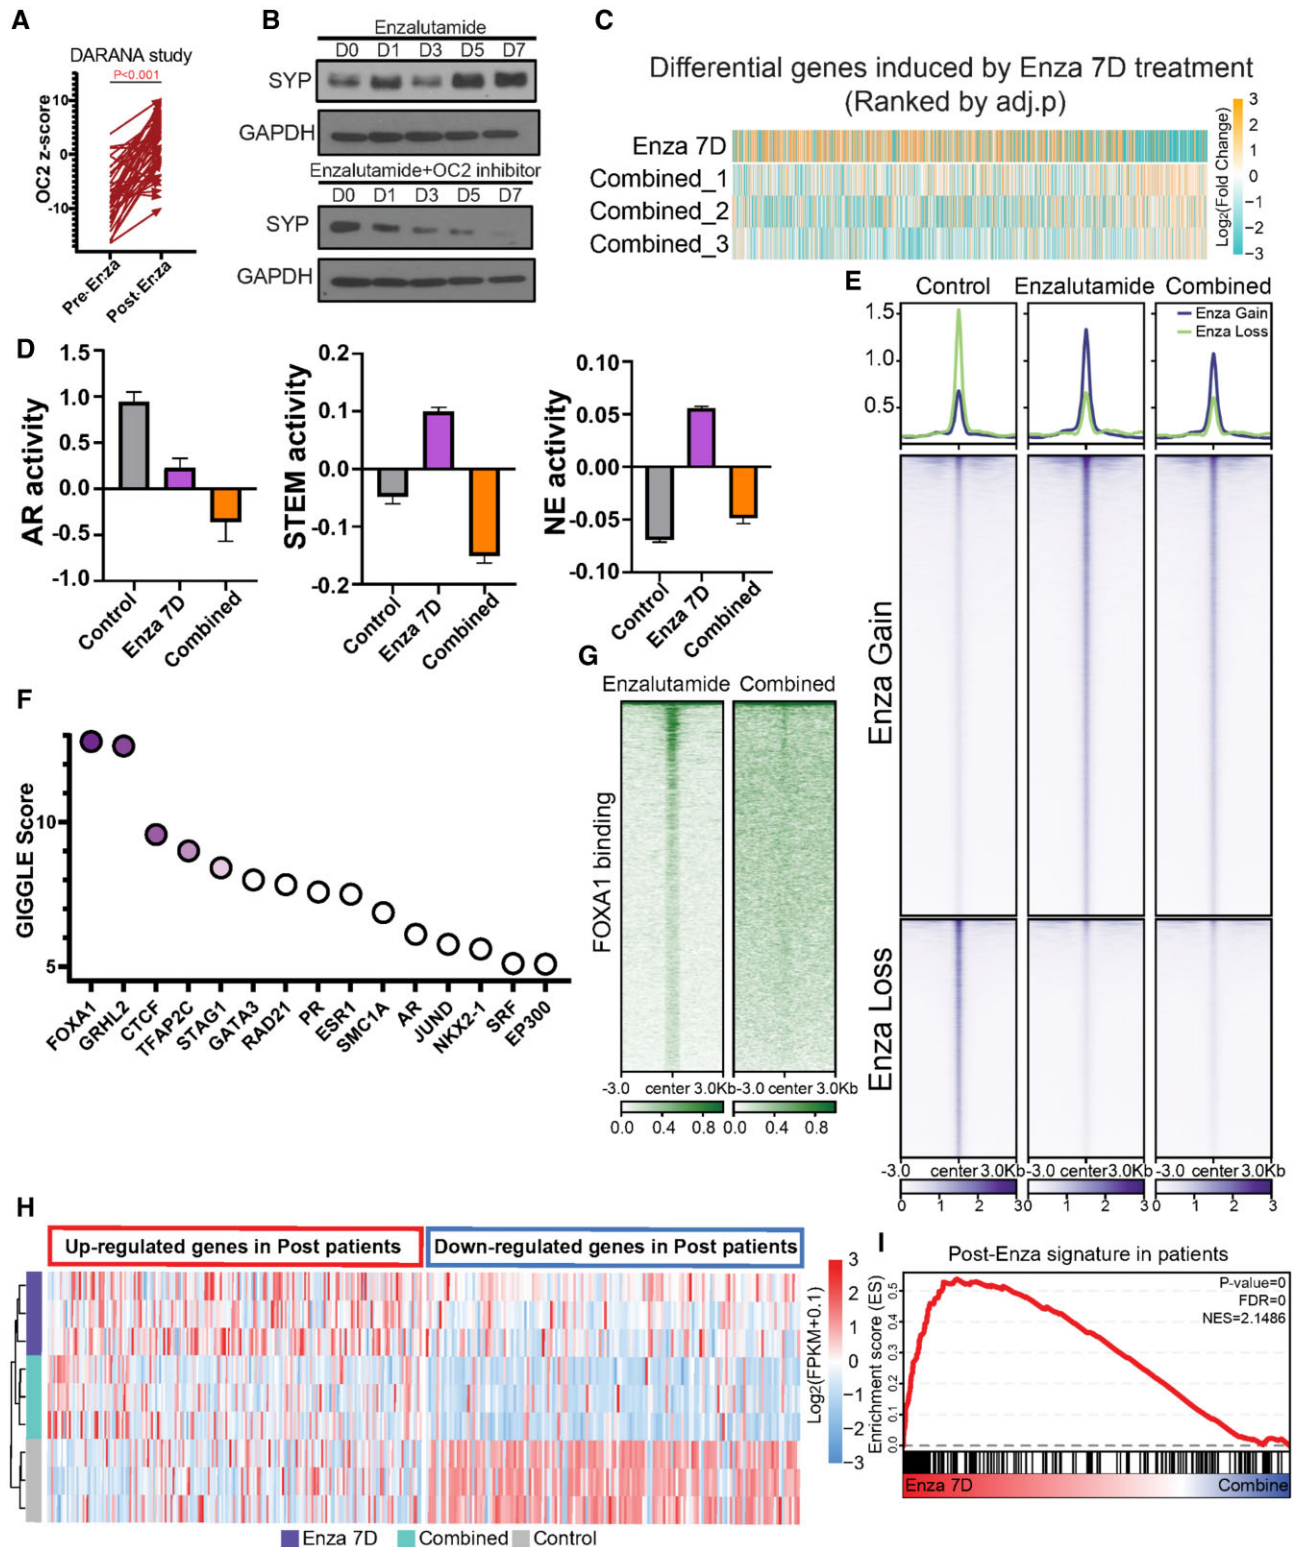 A
DARANA study
P<0.001
OC2 z-score
10
0
-10
Pre-Enza
Post-Enza
B
Enzalutamide
D0 D1 D3 D5 D7
SYP
GAPDH
Enzalutamide+OC2 inhibitor
D0 D1 D3 D5 D7
SYP
GAPDH
C
Differential genes induced by Enza 7D treatment
(Ranked by adj.p)
Enza 7D
Combined_1
Combined_2
Combined_3
Log2(Fold Change)
3
2
1
0
−1
−2
−3
D
AR activity
1.5
1.0
0.5
0.0
-0.5
-1.0
Control
Enza 7D
Combined
STEM activity
0.2
0.1
0.0
-0.1
-0.2
Control
Enza 7D
Combined
NE activity
0.10
0.05
0.00
-0.05
-0.10
Control
Enza 7D
Combined
E
Control Enzalutamide Combined
1.5
1.0
0.5
Enza Gain
Enza Loss
Enza Gain
Enza Loss
-3.0 center 3.0Kb -3.0 center 3.0Kb -3.0 center 3.0Kb
0 1 2 3 0 1 2 3 0 1 2 3
F
GIGGLE Score
10
5
FOXA1
GRHL2
CTCF
TFAP2C
STAG1
GATA3
RAD21
PR
ESR1
SMC1A
AR
JUND
NKX2-1
SRF
EP300
G
Enzalutamide Combined
FOXA1 binding
-3.0 center 3.0Kb -3.0 center 3.0Kb
0.0 0.4 0.8 0.0 0.4 0.8
H
Up-regulated genes in Post patients
Down-regulated genes in Post patients
Log2(FPKM+0.1)
3
2
1
0
−1
−2
−3
Enza 7D Combined Control
I
Post-Enza signature in patients
Enrichment score (ES)
0.5
0.4
0.3
0.2
0.1
0.0
P-value=0
FDR=0
NES=2.1486
Enza 7D Combine